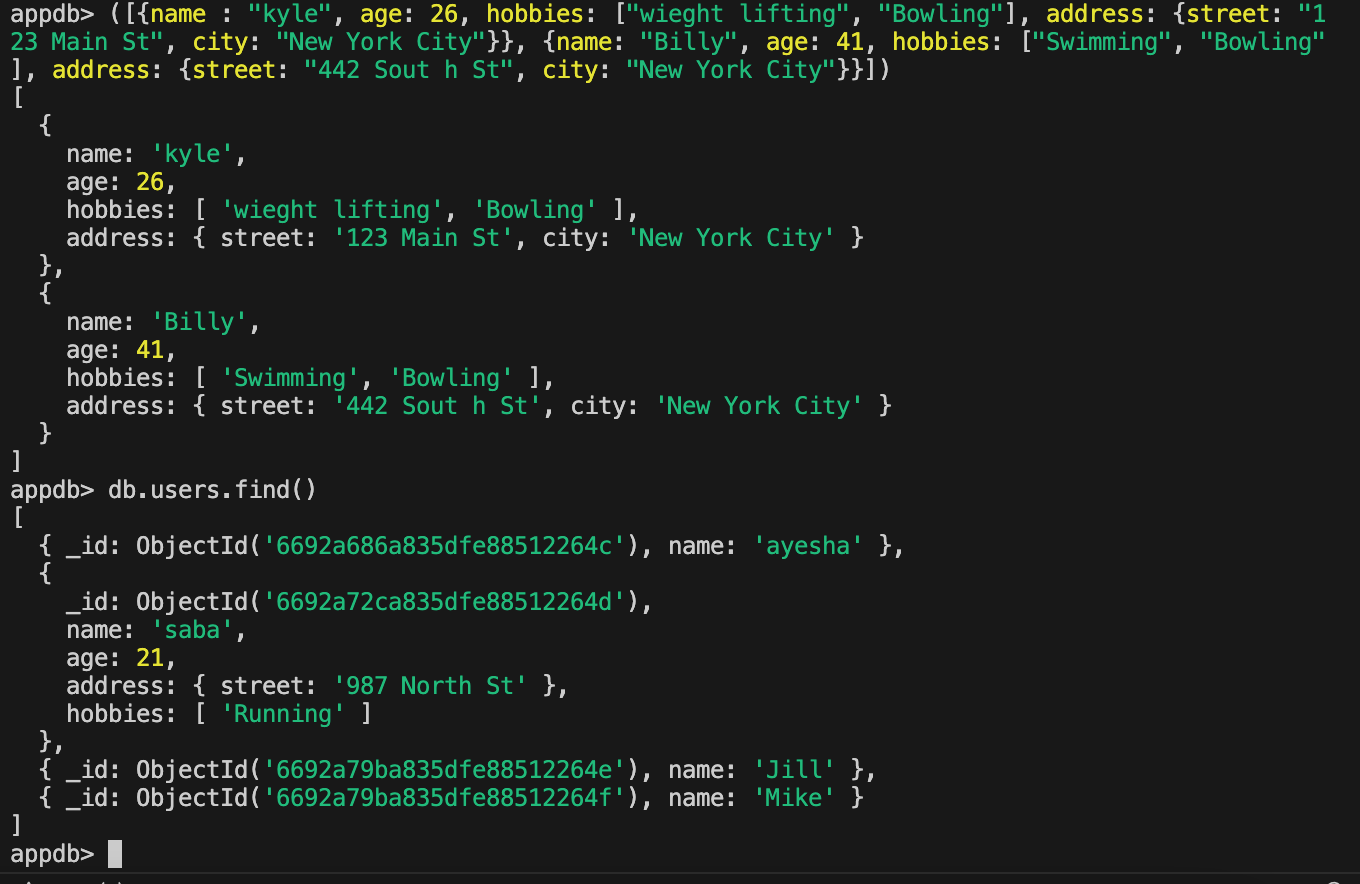 appdb> ([{name : "kyle", age: 26, hobbies: ["wieght lifting", "Bowling"], address: {street: "1
23 Main St", city: "New York City"}}, {name: "Billy", age: 41, hobbies: ["Swimming", "Bowling"
], address: {street: "442 Sout h St", city: "New York City"}}])
[
  {
    name: 'kyle',
    age: 26,
    hobbies: [ 'wieght lifting', 'Bowling' ],
    address: { street: '123 Main St', city: 'New York City' }
  },
  {
    name: 'Billy',
    age: 41,
    hobbies: [ 'Swimming', 'Bowling' ],
    address: { street: '442 Sout h St', city: 'New York City' }
  }
]
appdb> db.users.find()
[
  { _id: ObjectId('6692a686a835dfe88512264c'), name: 'ayesha' },
  {
    _id: ObjectId('6692a72ca835dfe88512264d'),
    name: 'saba',
    age: 21,
    address: { street: '987 North St' },
    hobbies: [ 'Running' ]
  },
  { _id: ObjectId('6692a79ba835dfe88512264e'), name: 'Jill' },
  { _id: ObjectId('6692a79ba835dfe88512264f'), name: 'Mike' }
]
appdb>